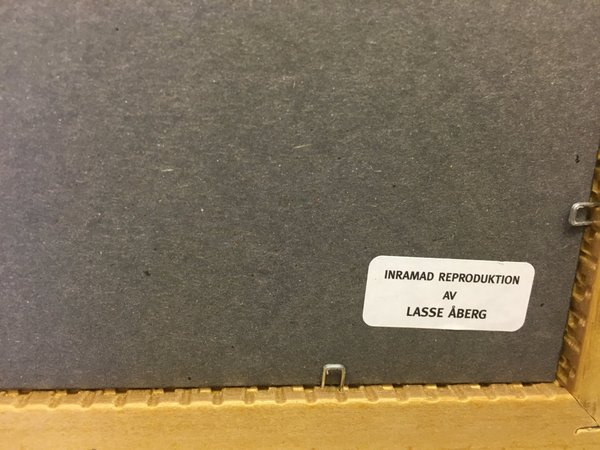 INRAMAD REPRODUKTION
AV
LASSE ÅBERG